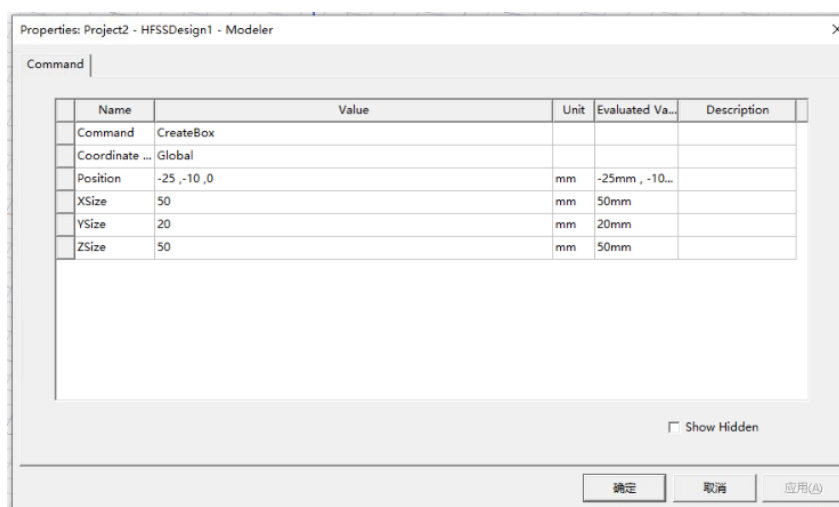 Properties: Project2 - HFSSDesign1 - Modeler
Command
Name Value Unit Evaluated Va... Description
Command CreateBox
Coordinate ... Global
Position -25 ,-10 ,0 mm -25mm , -10...
XSize 50 mm 50mm
YSize 20 mm 20mm
ZSize 50 mm 50mm
Show Hidden
确定 取消 应用(A)